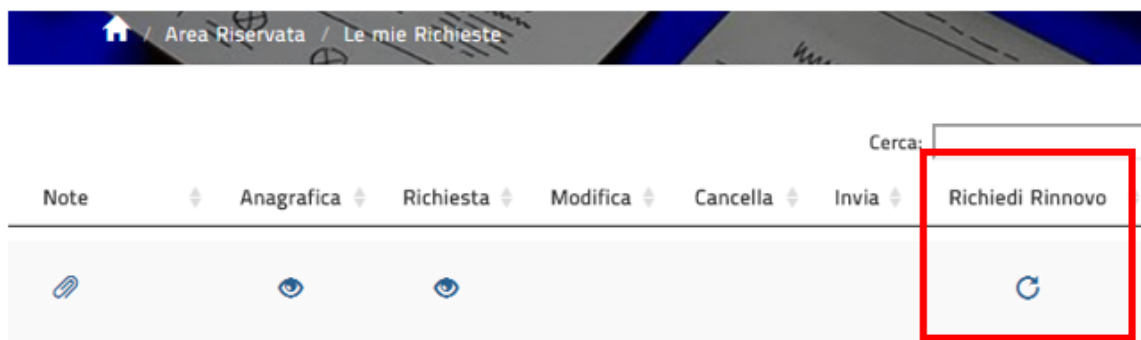 / Area Riservata / Le mie Richieste
Cerca:
Note Anagrafica Richiesta Modifica Cancella Invia Richiedi Rinnovo